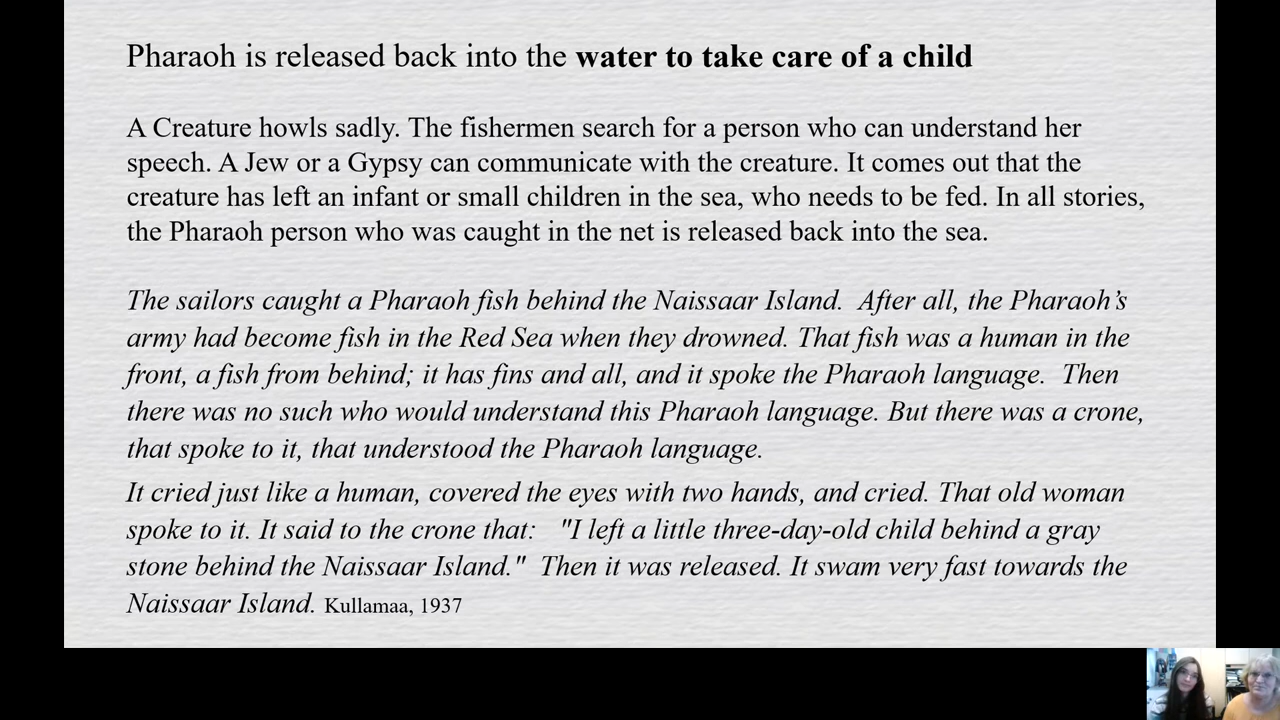 Pharaoh is released back into the water to take care of a child
A Creature howls sadly. The fishermen search for a person who can understand her
speech. A Jew or a Gypsy can communicate with the creature. It comes out that the
creature has left an infant or small children in the sea, who needs to be fed. In all stories,
the Pharaoh person who was caught in the net is released back into the sea.
The sailors caught a Pharaoh fish behind the Naissaar Island.  After all, the Pharaoh’s
army had become fish in the Red Sea when they drowned. That fish was a human in the
front, a fish from behind; it has fins and all, and it spoke the Pharaoh language.  Then
there was no such who would understand this Pharaoh language. But there was a crone,
that spoke to it, that understood the Pharaoh language.
It cried just like a human, covered the eyes with two hands, and cried. That old woman
spoke to it. It said to the crone that:   "I left a little three-day-old child behind a gray
stone behind the Naissaar Island."  Then it was released. It swam very fast towards the
Naissaar Island. Kullamaa, 1937